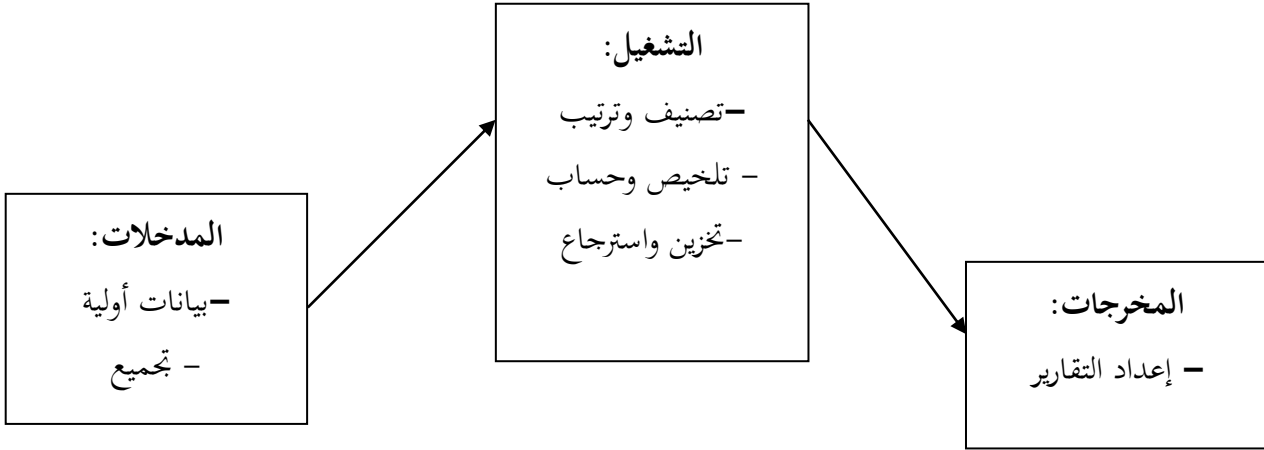 المدخلات:
–بيانات أولية
– تجميع
التشغيل:
–تصنيف وترتيب
– تلخيص وحساب
–تخزين واسترجاع
المخرجات:
– إعداد التقارير